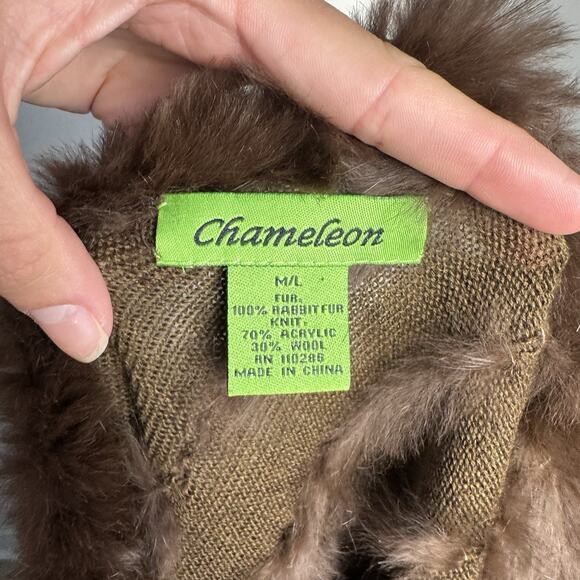 Chameleon
M/L
FUR.
100% RABBIT FUR
KNIT.
70% ACRYLIC
30% WOOL
RN 110286
MADE IN CHINA